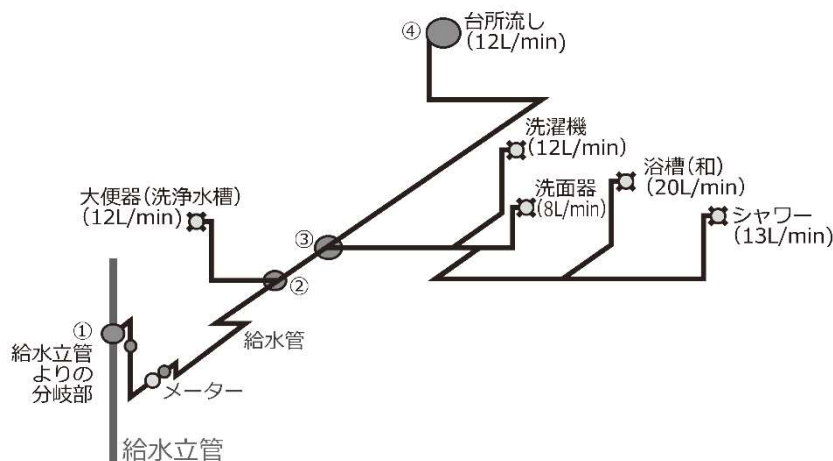 ④
台所流し
(12L/min)
洗濯機
(12L/min)
浴槽(和)
(20L/min)
大便器(洗浄水槽)
(12L/min)
洗面器
(8L/min)
シャワー
(13L/min)
③
②
①
給水立管
よりの
分岐部
給水管
メーター
給水立管